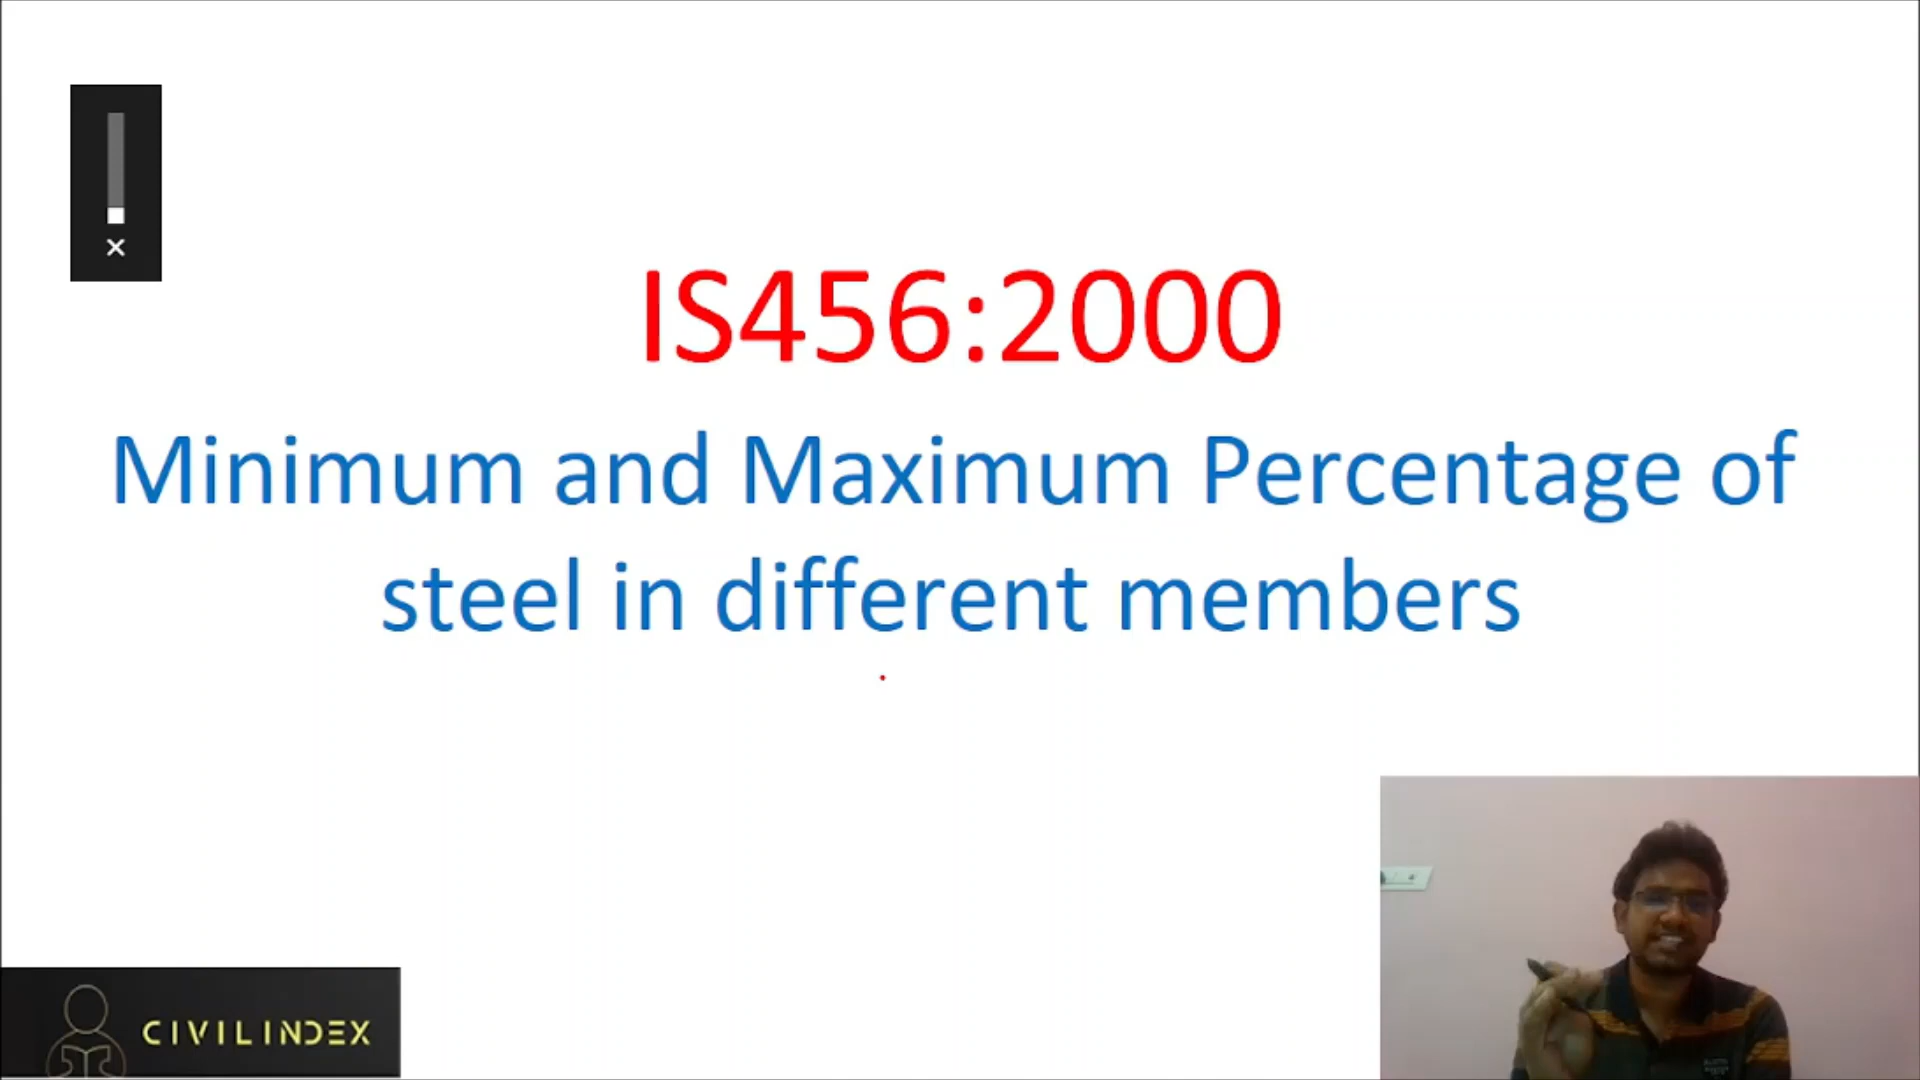 IS456:2000
Minimum and Maximum Percentage of
steel in different members
CIVILINDEX